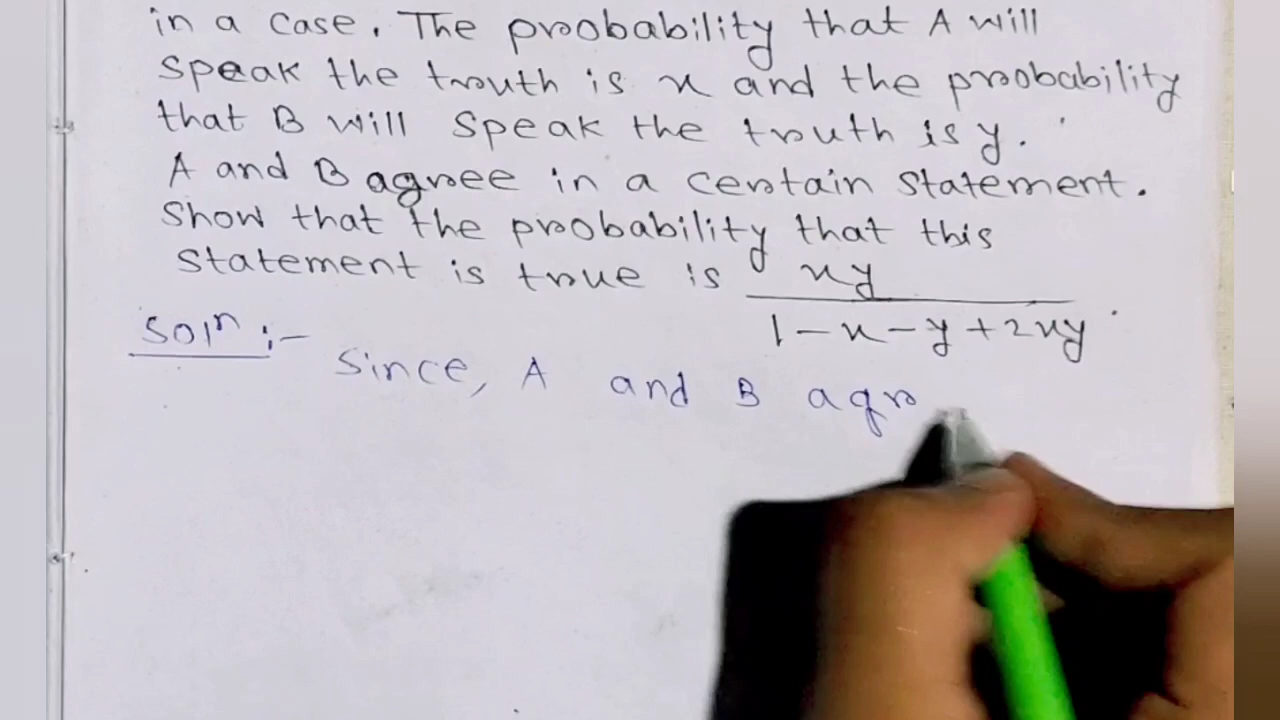 in a case. The probability that A will
speak the truth is x and the probability
that B will speak the truth is y.
A and B agree in a certain statement.
Show that the probability that this
statement is true is xy
1-x-y+2xy
Soln :-
Since, A and B agr